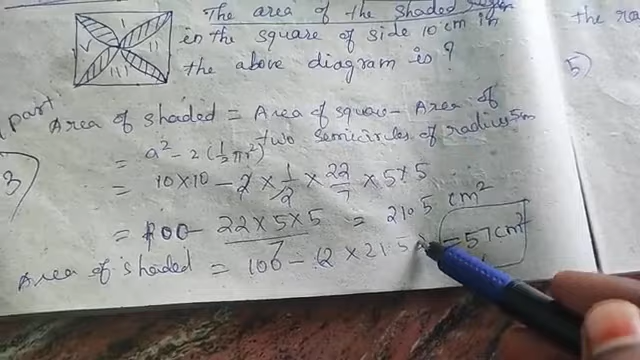 The area of the shaded region
in the square of side 10 cm in
the above diagram is?
5)
I II III
part
Area of shaded = Area of square - Area of
two semicircles of radius 5cm
= a² - 2(½πr²)
3)
= 10×10 - 2 × 1/2 × 22/7 × 5×5
= 100 - 22×5×5/7 = 21.5 cm²
Area of shaded = 100 - (2 × 21.5) = 57 cm²